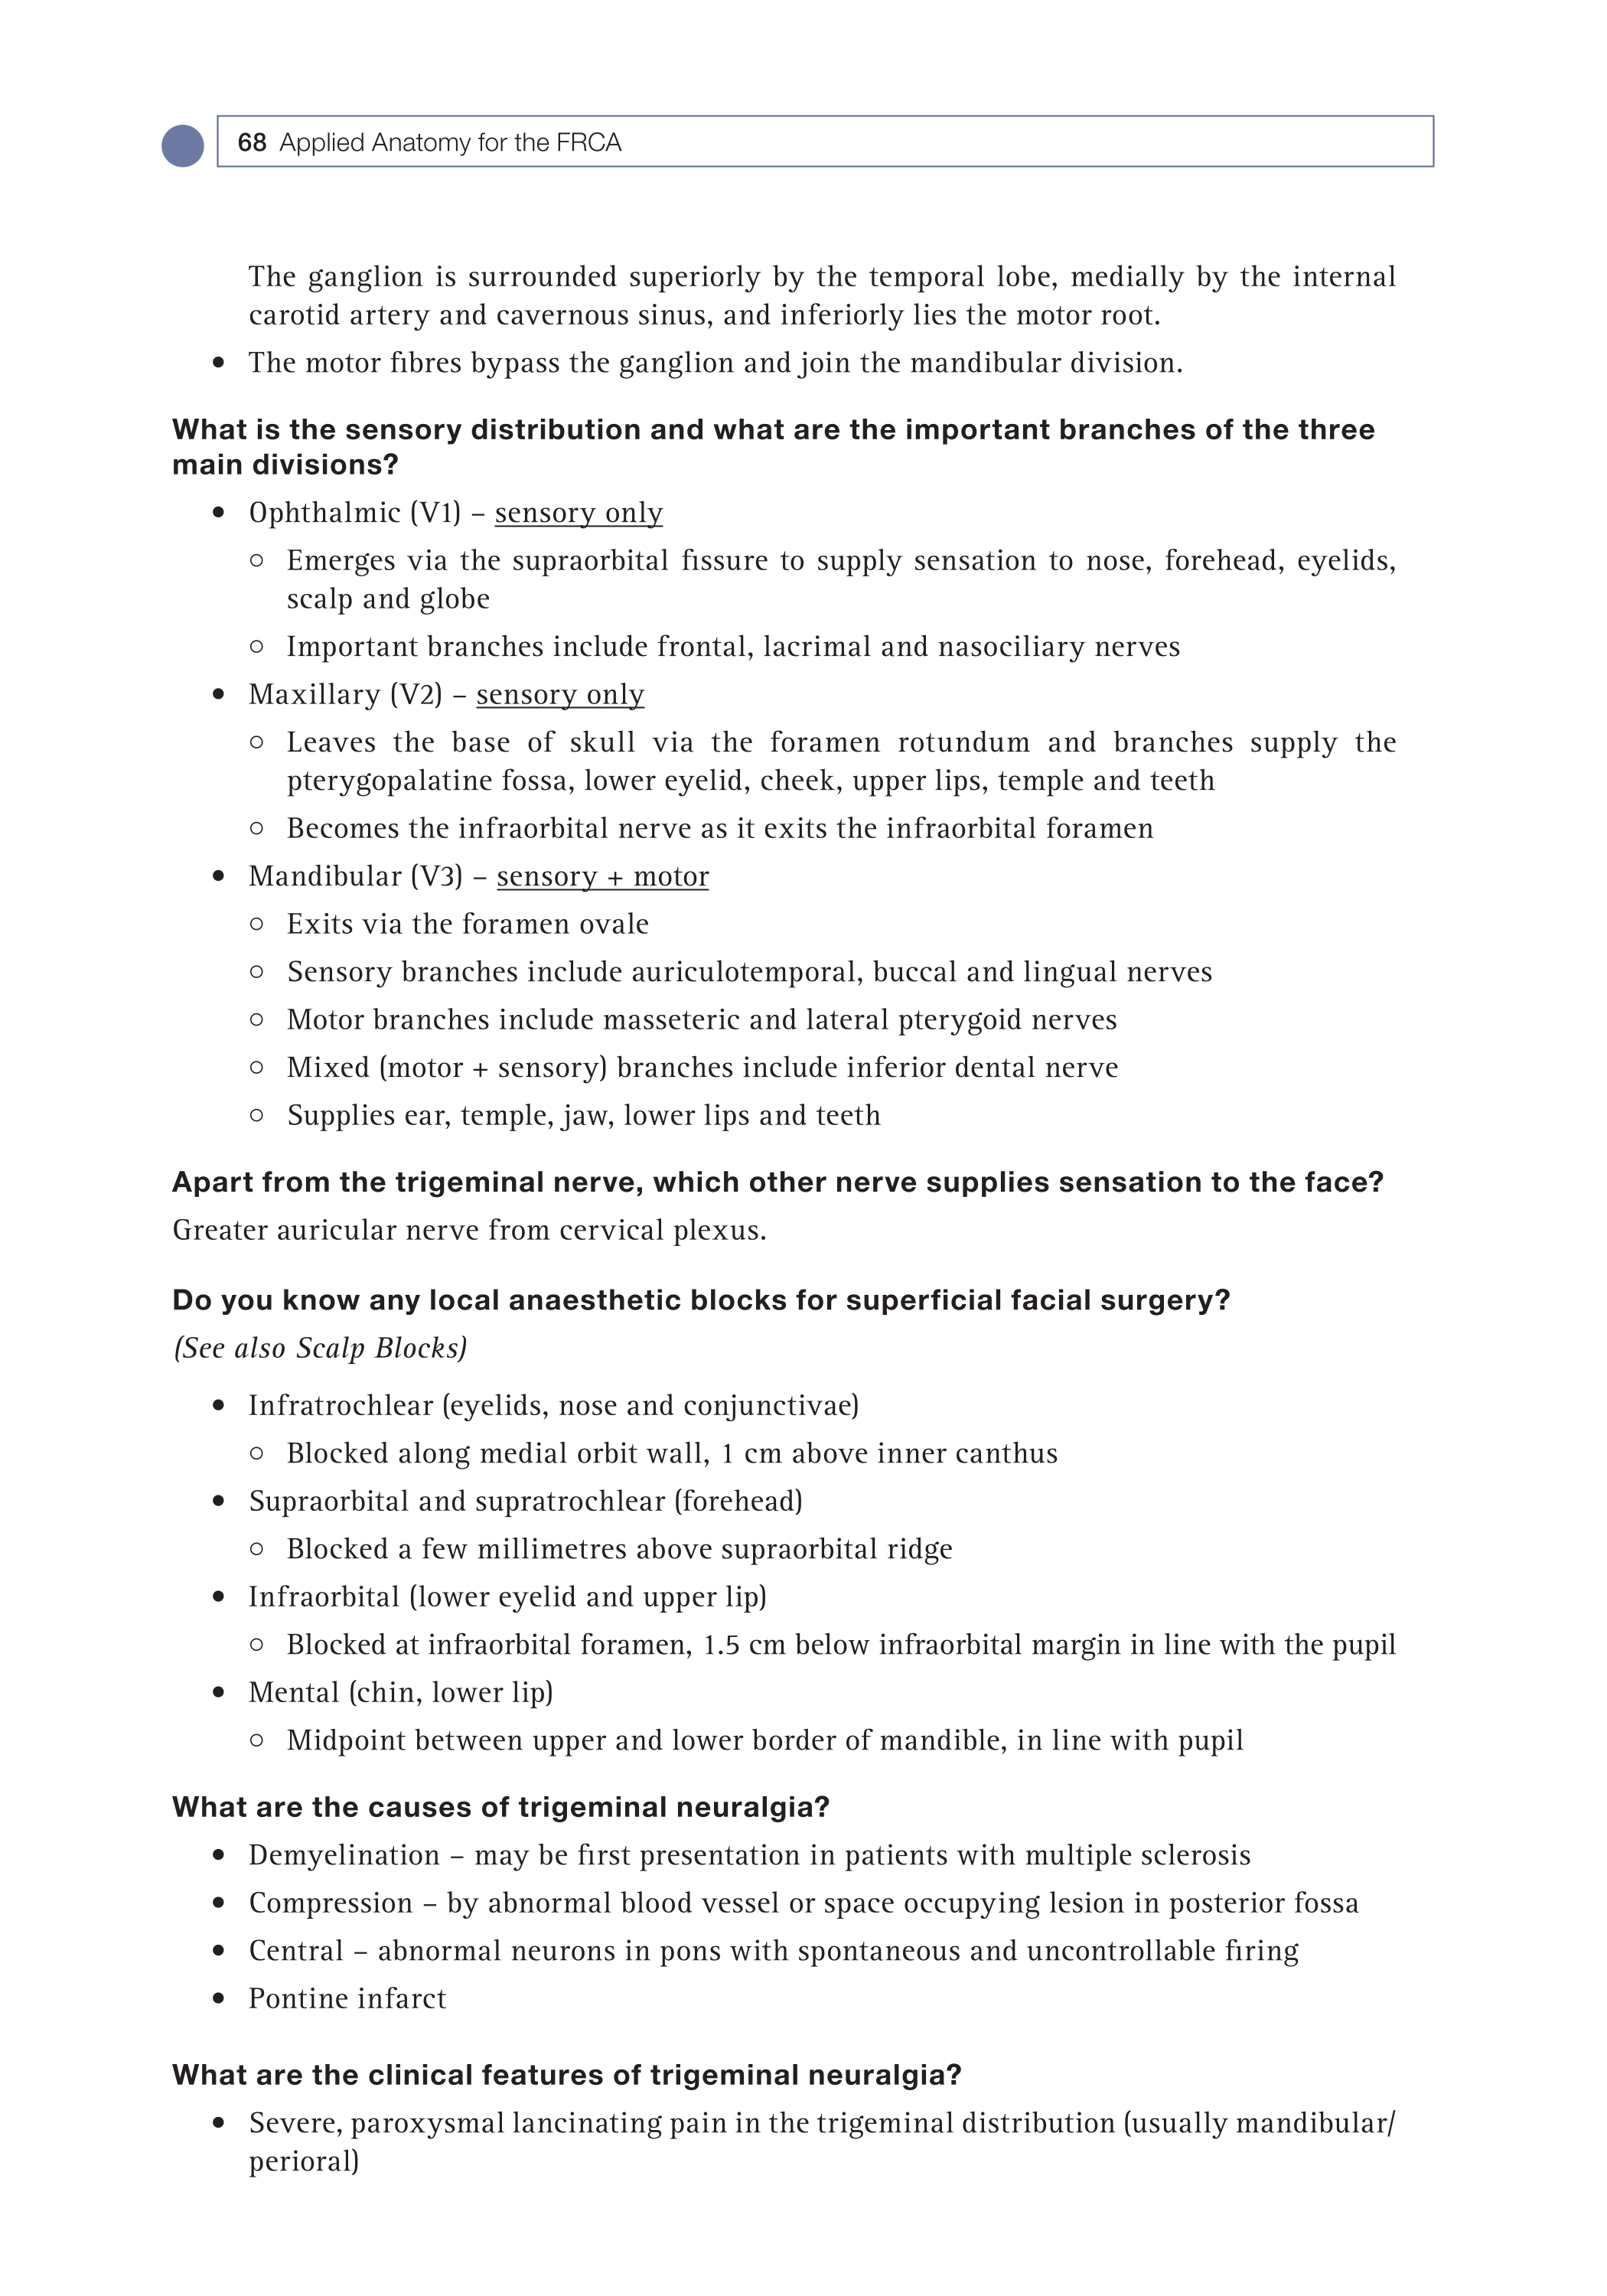 68 Applied Anatomy for the FRCA
The ganglion is surrounded superiorly by the temporal lobe, medially by the internal
carotid artery and cavernous sinus, and inferiorly lies the motor root.
• The motor fibres bypass the ganglion and join the mandibular division.
What is the sensory distribution and what are the important branches of the three
main divisions?
• Ophthalmic (V1) – sensory only
○ Emerges via the supraorbital fissure to supply sensation to nose, forehead, eyelids,
scalp and globe
○ Important branches include frontal, lacrimal and nasociliary nerves
• Maxillary (V2) – sensory only
○ Leaves the base of skull via the foramen rotundum and branches supply the
pterygopalatine fossa, lower eyelid, cheek, upper lips, temple and teeth
○ Becomes the infraorbital nerve as it exits the infraorbital foramen
• Mandibular (V3) – sensory + motor
○ Exits via the foramen ovale
○ Sensory branches include auriculotemporal, buccal and lingual nerves
○ Motor branches include masseteric and lateral pterygoid nerves
○ Mixed (motor + sensory) branches include inferior dental nerve
○ Supplies ear, temple, jaw, lower lips and teeth
Apart from the trigeminal nerve, which other nerve supplies sensation to the face?
Greater auricular nerve from cervical plexus.
Do you know any local anaesthetic blocks for superficial facial surgery?
(See also Scalp Blocks)
• Infratrochlear (eyelids, nose and conjunctivae)
○ Blocked along medial orbit wall, 1 cm above inner canthus
• Supraorbital and supratrochlear (forehead)
○ Blocked a few millimetres above supraorbital ridge
• Infraorbital (lower eyelid and upper lip)
○ Blocked at infraorbital foramen, 1.5 cm below infraorbital margin in line with the pupil
• Mental (chin, lower lip)
○ Midpoint between upper and lower border of mandible, in line with pupil
What are the causes of trigeminal neuralgia?
• Demyelination – may be first presentation in patients with multiple sclerosis
• Compression – by abnormal blood vessel or space occupying lesion in posterior fossa
• Central – abnormal neurons in pons with spontaneous and uncontrollable firing
• Pontine infarct
What are the clinical features of trigeminal neuralgia?
• Severe, paroxysmal lancinating pain in the trigeminal distribution (usually mandibular/
perioral)